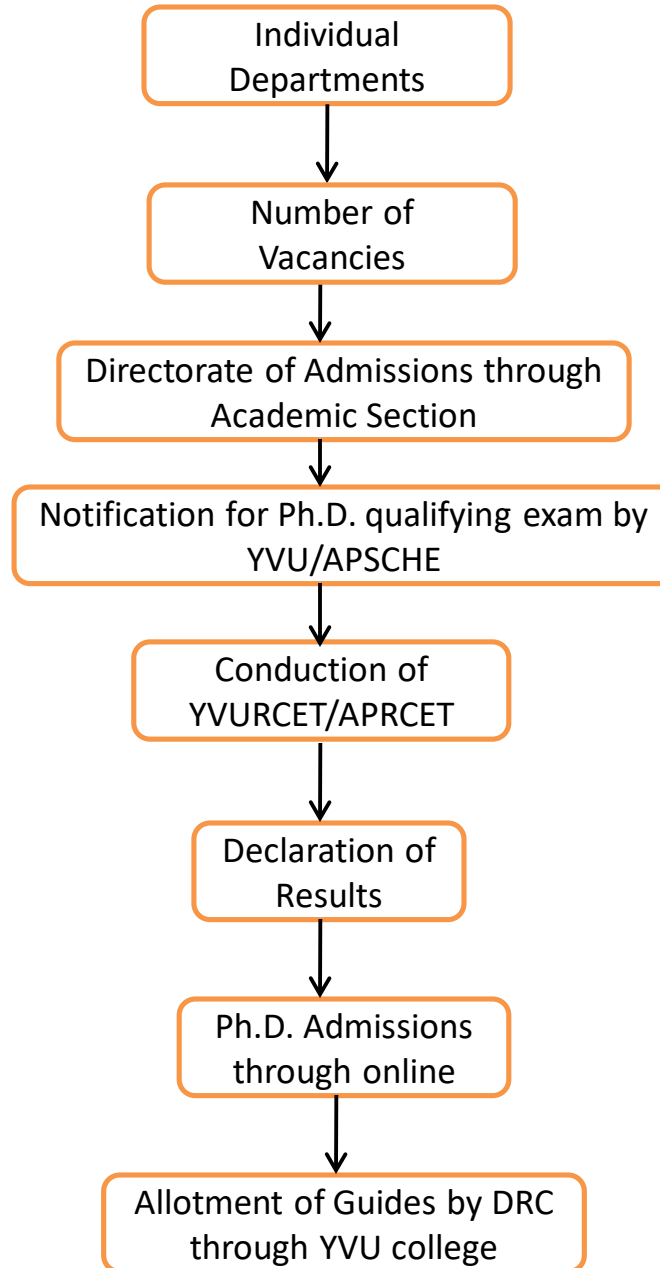 Individual
Departments
Number of
Vacancies
Directorate of Admissions through
Academic Section
Notification for Ph.D. qualifying exam by
YVU/APSCHE
Conduction of
YVURCET/APRCET
Declaration of
Results
Ph.D. Admissions
through online
Allotment of Guides by DRC
through YVU college